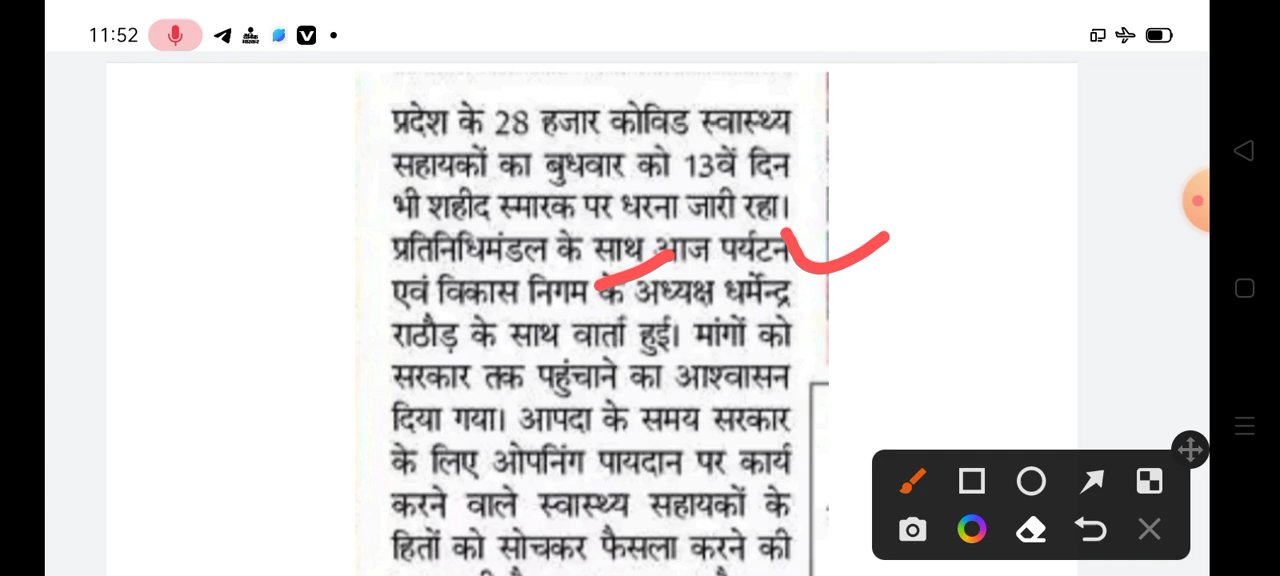 11:52
प्रदेश के 28 हजार कोविड स्वास्थ्य
सहायकों का बुधवार को 13वें दिन
भी शहीद स्मारक पर धरना जारी रहा।
प्रतिनिधिमंडल के साथ आज पर्यटन
एवं विकास निगम के अध्यक्ष धर्मेन्द्र
राठौड़ के साथ वार्ता हुई। मांगों को
सरकार तक पहुंचाने का आश्वासन
दिया गया। आपदा के समय सरकार
के लिए ओपनिंग पायदान पर कार्य
करने वाले स्वास्थ्य सहायकों के
हितों को सोचकर फैसला करने की